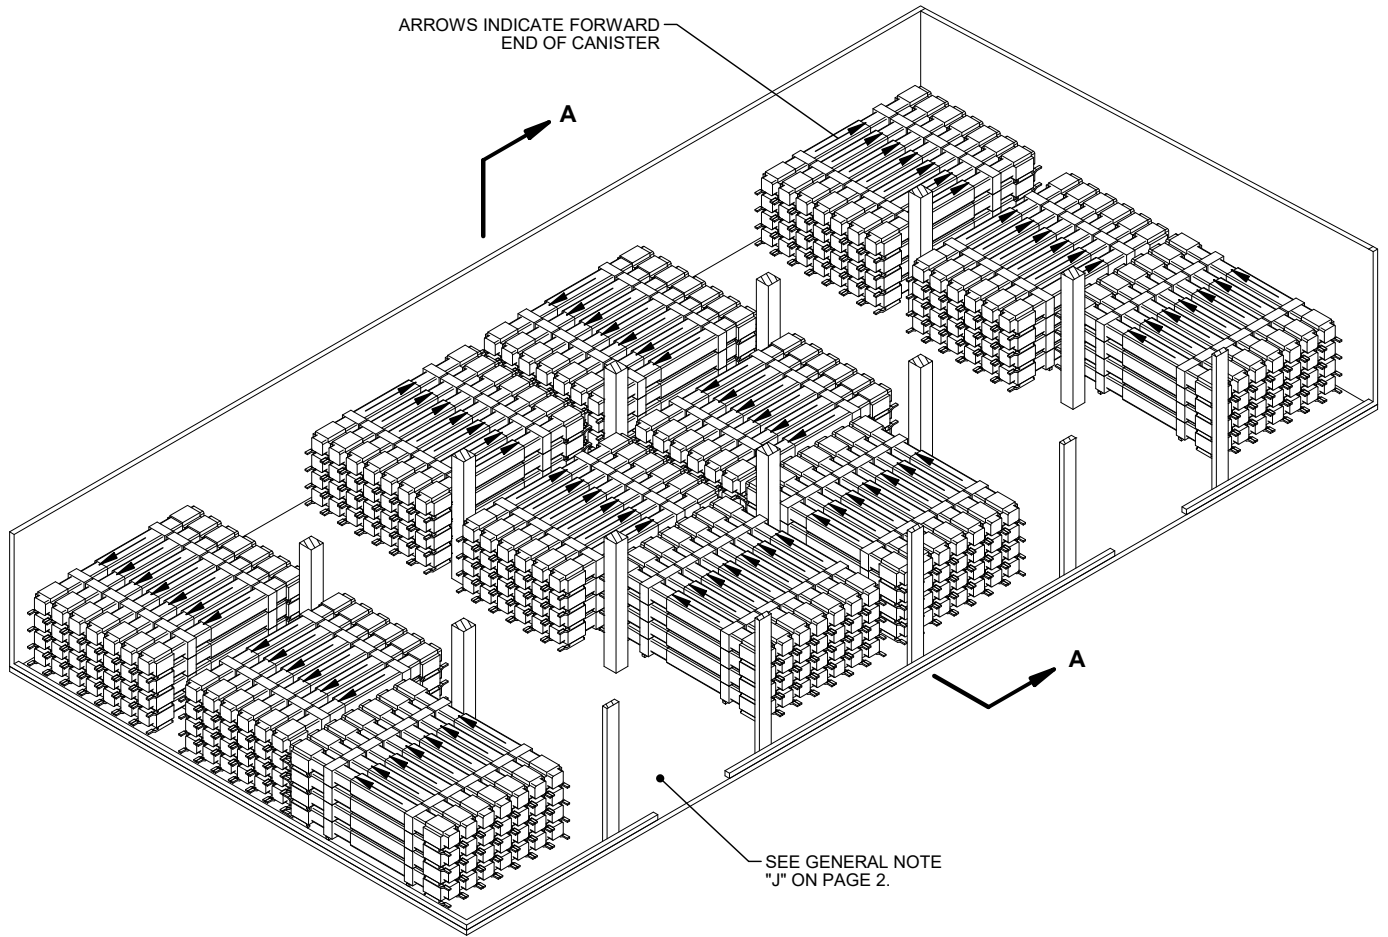 ARROWS INDICATE FORWARD
END OF CANISTER
A
A
SEE GENERAL NOTE
"J" ON PAGE 2.